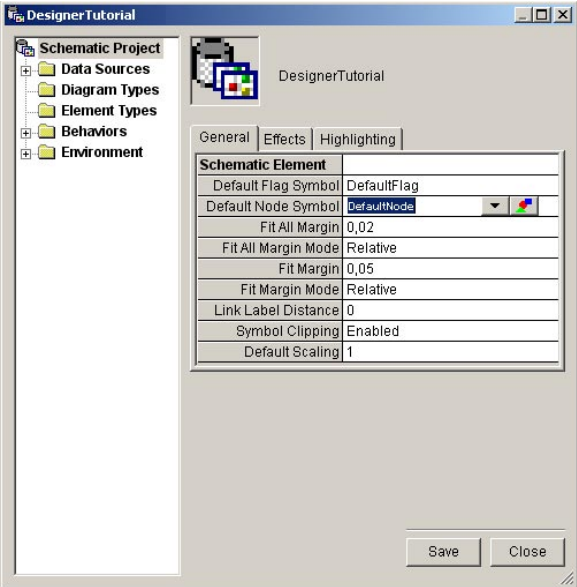 DesignerTutorial
Schematic Project
Data Sources
Diagram Types
Element Types
Behaviors
Environment
DesignerTutorial
General Effects Highlighting
Schematic Element
Default Flag Symbol DefaultFlag
Default Node Symbol DefaultNode
Fit All Margin 0,02
Fit All Margin Mode Relative
Fit Margin 0,05
Fit Margin Mode Relative
Link Label Distance 0
Symbol Clipping Enabled
Default Scaling 1
Save Close